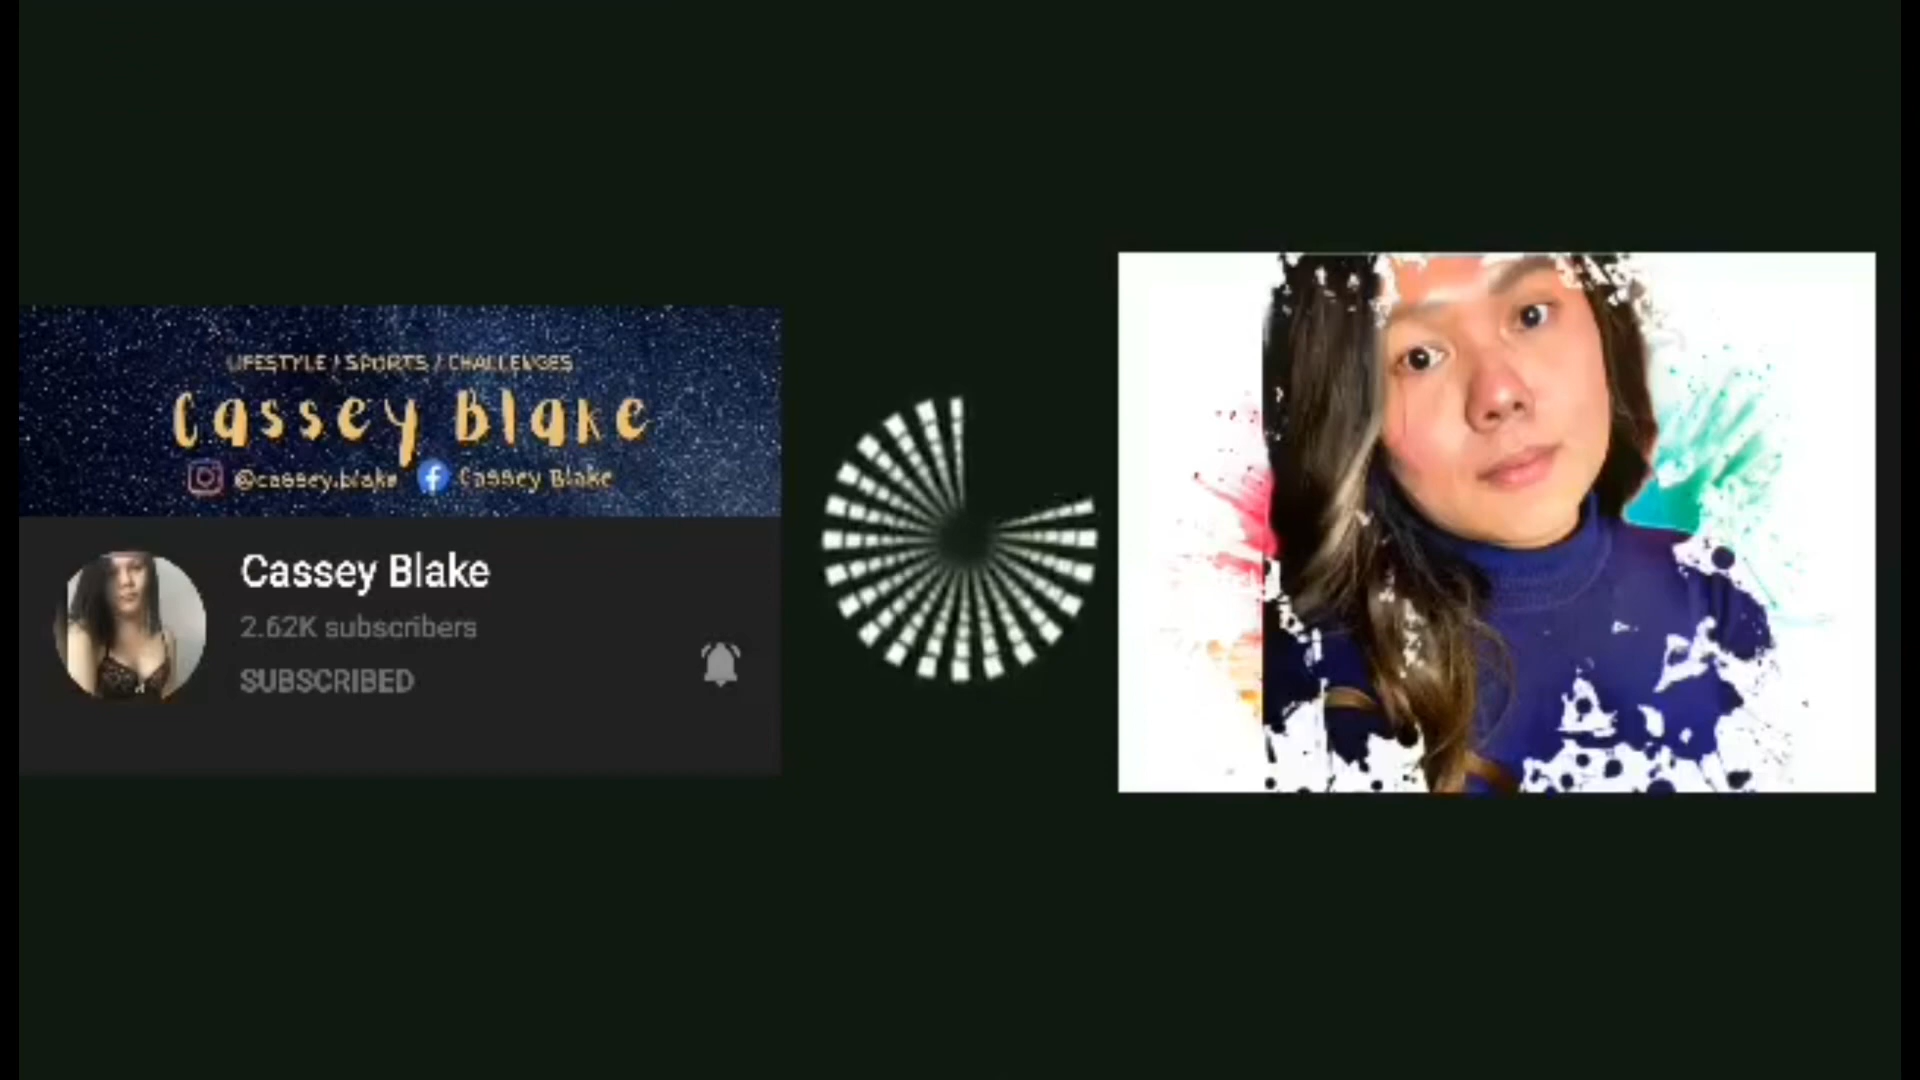 LIFESTYLE / SPORTS / CHALLENGES
Cassey Blake
@cassey.blake Cassey Blake
Cassey Blake
2.62K subscribers
SUBSCRIBED